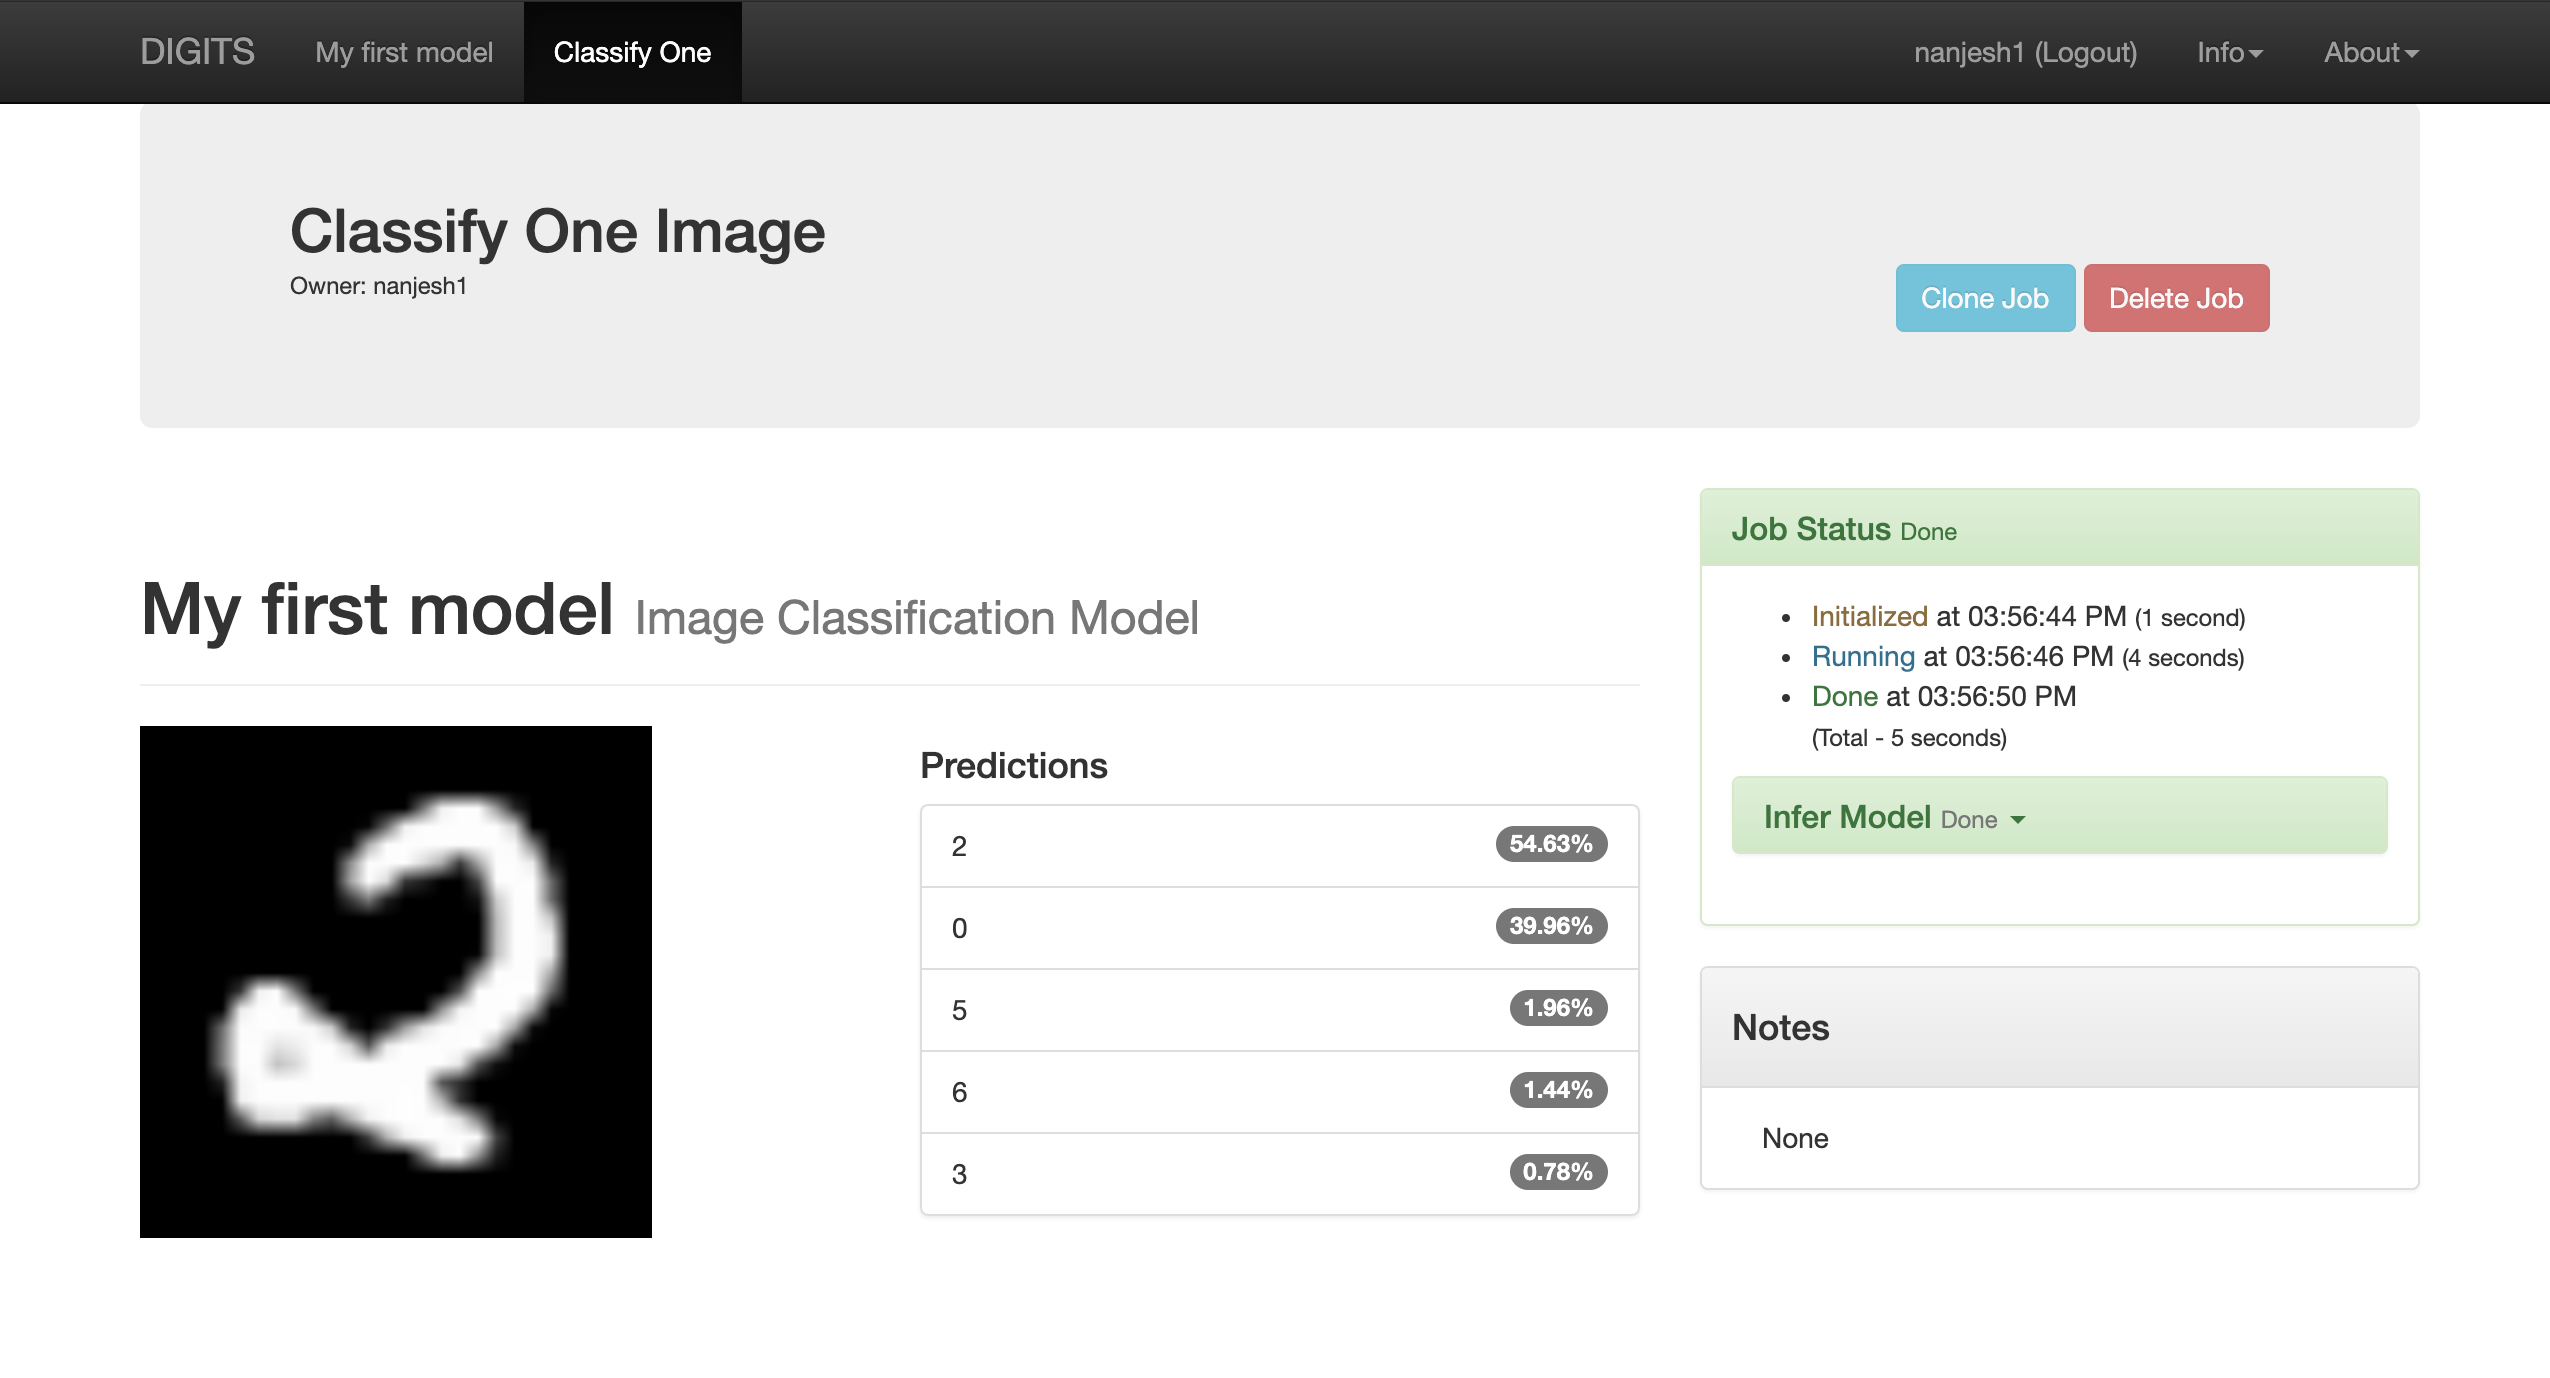 DIGITS My first model Classify One nanjesh1 (Logout) Info About
Classify One Image
Owner: nanjesh1
Clone Job Delete Job
My first model Image Classification Model
2
Predictions
2 54.63%
0 39.96%
5 1.96%
6 1.44%
3 0.78%
Job Status Done
Initialized at 03:56:44 PM (1 second)
Running at 03:56:46 PM (4 seconds)
Done at 03:56:50 PM
(Total - 5 seconds)
Infer Model Done
Notes
None